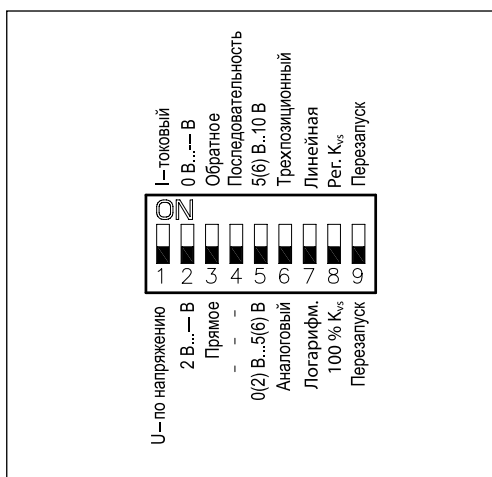 I–токовый
0 В...– В
Обратное
Последовательность
5(6) В..10 В
Трехпозиционный
Линейная
Рег. Kvs
Перезапуск
ON
1 2 3 4 5 6 7 8 9
U–по напряжению
2 В...– В
Прямое
– – –
0(2) В...5(6) В
Аналоговый
Логарифм.
100 % Kvs
Перезапуск